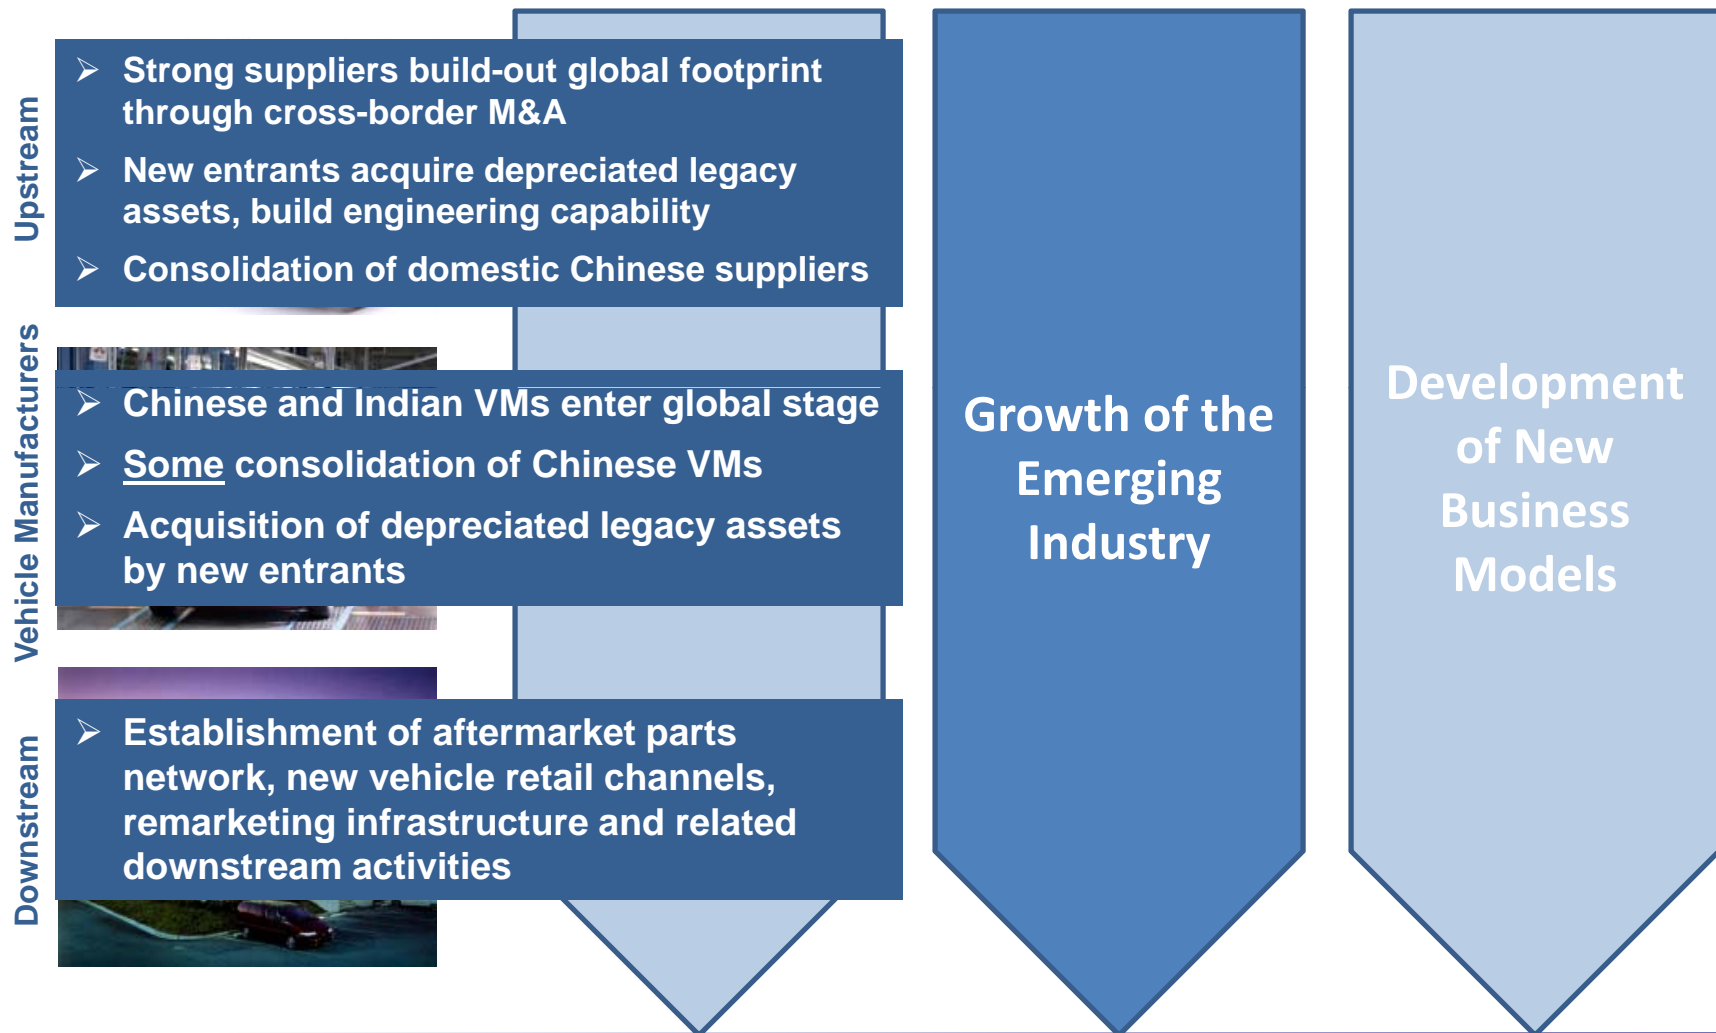 Upstream
➢ Strong suppliers build-out global footprint
through cross-border M&A
➢ New entrants acquire depreciated legacy
assets, build engineering capability
➢ Consolidation of domestic Chinese suppliers
Vehicle Manufacturers
➢ Chinese and Indian VMs enter global stage
➢ Some consolidation of Chinese VMs
➢ Acquisition of depreciated legacy assets
by new entrants
Downstream
➢ Establishment of aftermarket parts
network, new vehicle retail channels,
remarketing infrastructure and related
downstream activities
Growth of the
Emerging
Industry
Development
of New
Business
Models